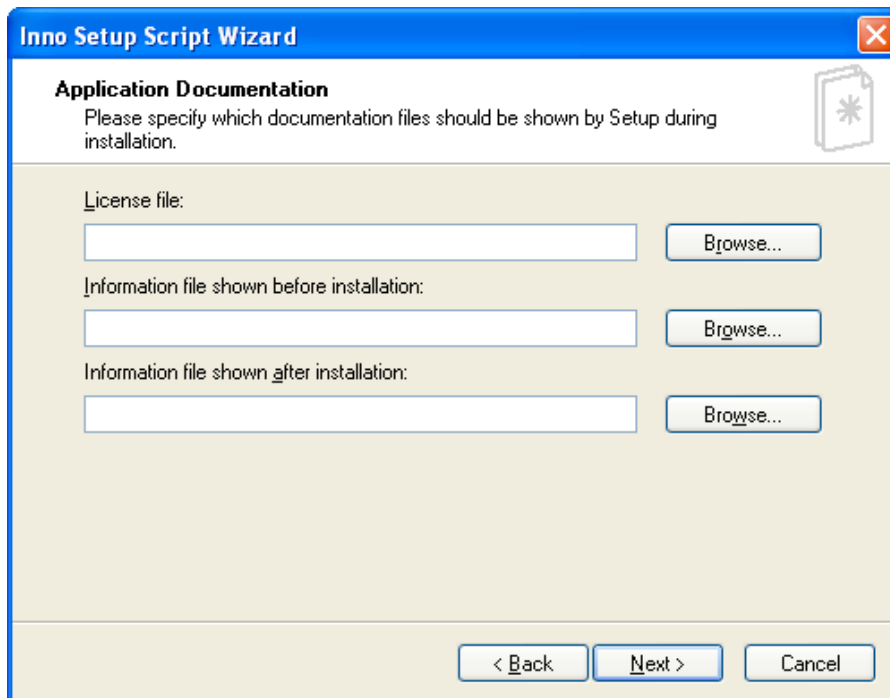 Inno Setup Script Wizard
Application Documentation
Please specify which documentation files should be shown by Setup during
installation.
License file:
Browse...
Information file shown before installation:
Browse...
Information file shown after installation:
Browse...
< Back
Next >
Cancel